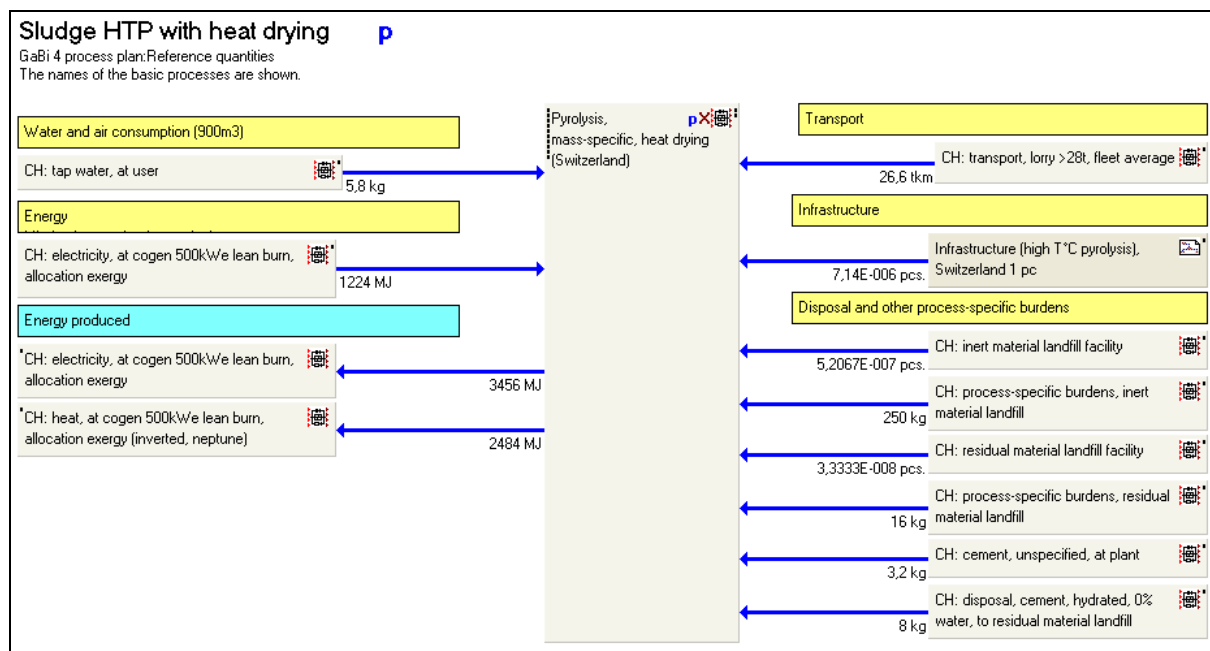 Sludge HTP with heat drying p
GaBi 4 process plan:Reference quantities
The names of the basic processes are shown.
Water and air consumption (900m3)
CH: tap water, at user
5,8 kg
Energy
CH: electricity, at cogen 500kWe lean burn,
allocation exergy
1224 MJ
Energy produced
CH: electricity, at cogen 500kWe lean burn,
allocation exergy
3456 MJ
CH: heat, at cogen 500kWe lean burn,
allocation exergy (inverted, neptune)
2484 MJ
Pyrolysis, pX
mass-specific, heat drying
(Switzerland)
Transport
CH: transport, lorry >28t, fleet average
26,6 tkm
Infrastructure
Infrastructure (high T°C pyrolysis),
Switzerland 1 pc
7,14E-006 pcs.
Disposal and other process-specific burdens
CH: inert material landfill facility
5,2067E-007 pcs.
CH: process-specific burdens, inert
material landfill
250 kg
CH: residual material landfill facility
3,3333E-008 pcs.
CH: process-specific burdens, residual
material landfill
16 kg
CH: cement, unspecified, at plant
3,2 kg
CH: disposal, cement, hydrated, 0%
water, to residual material landfill
8 kg